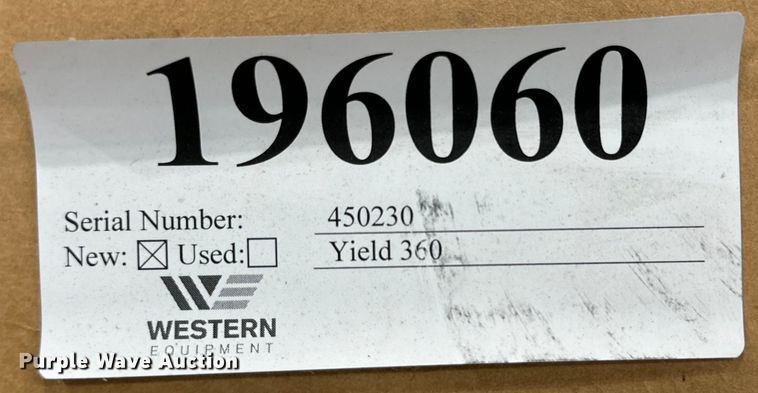 196060
Serial Number: 450230
New: ☒ Used: ☐ Yield 360
WESTERN
EQUIPMENT
Purple Wave Auction